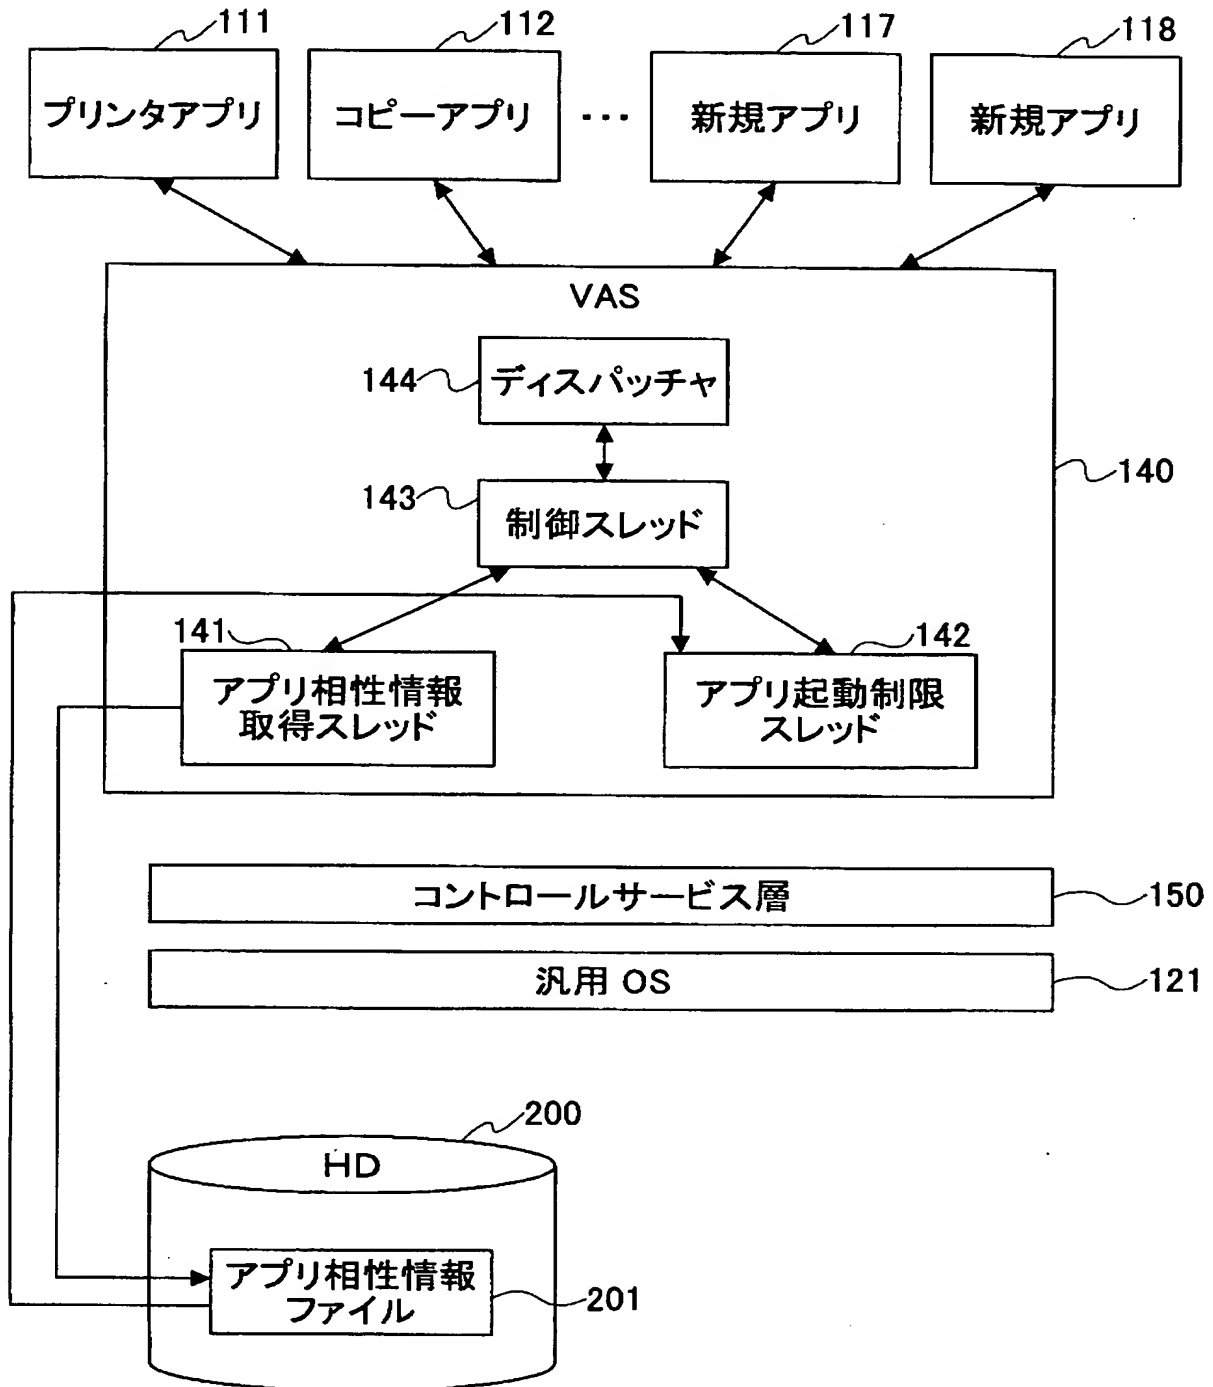 111
112
117
118
プリンタアプリ
コピーアプリ
・・・
新規アプリ
新規アプリ
VAS
144
ディスパッチャ
140
143
制御スレッド
141
142
アプリ相性情報
取得スレッド
アプリ起動制限
スレッド
コントロールサービス層
150
汎用 OS
121
200
HD
アプリ相性情報
ファイル
201